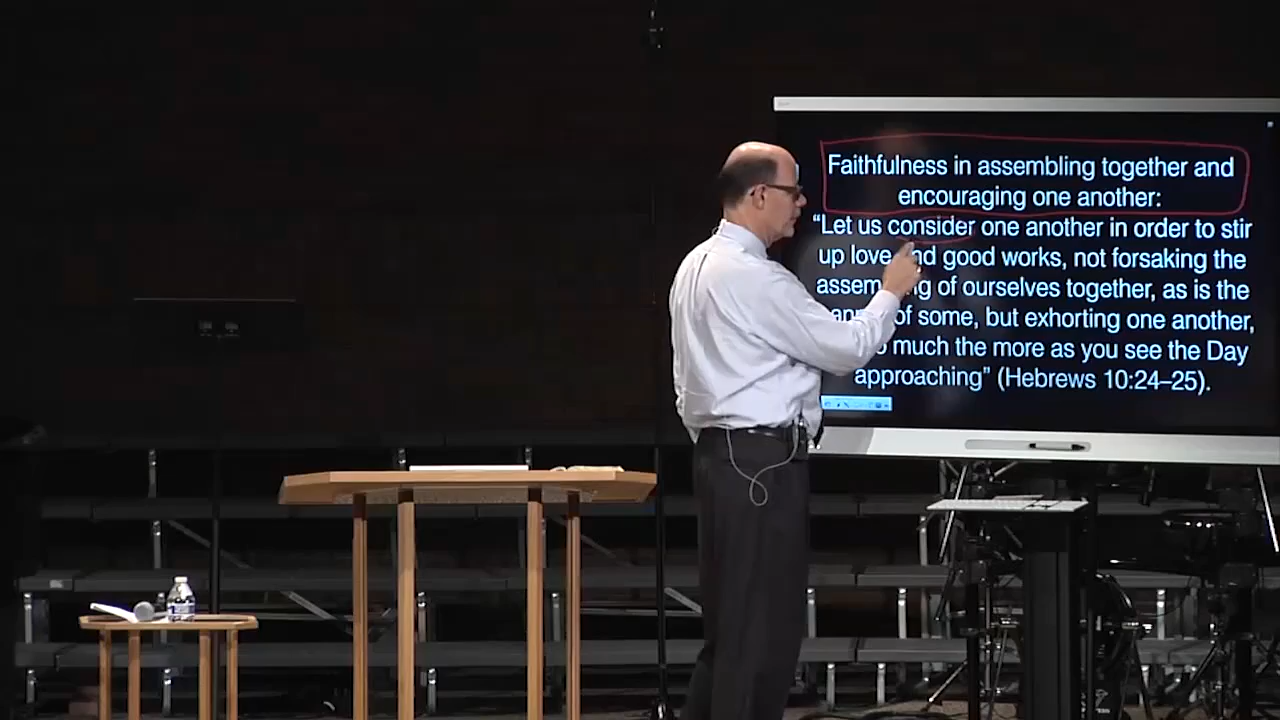 Faithfulness in assembling together and
encouraging one another:
“Let us consider one another in order to stir
up love and good works, not forsaking the
assem g of ourselves together, as is the
of some, but exhorting one another,
much the more as you see the Day
approaching” (Hebrews 10:24–25).